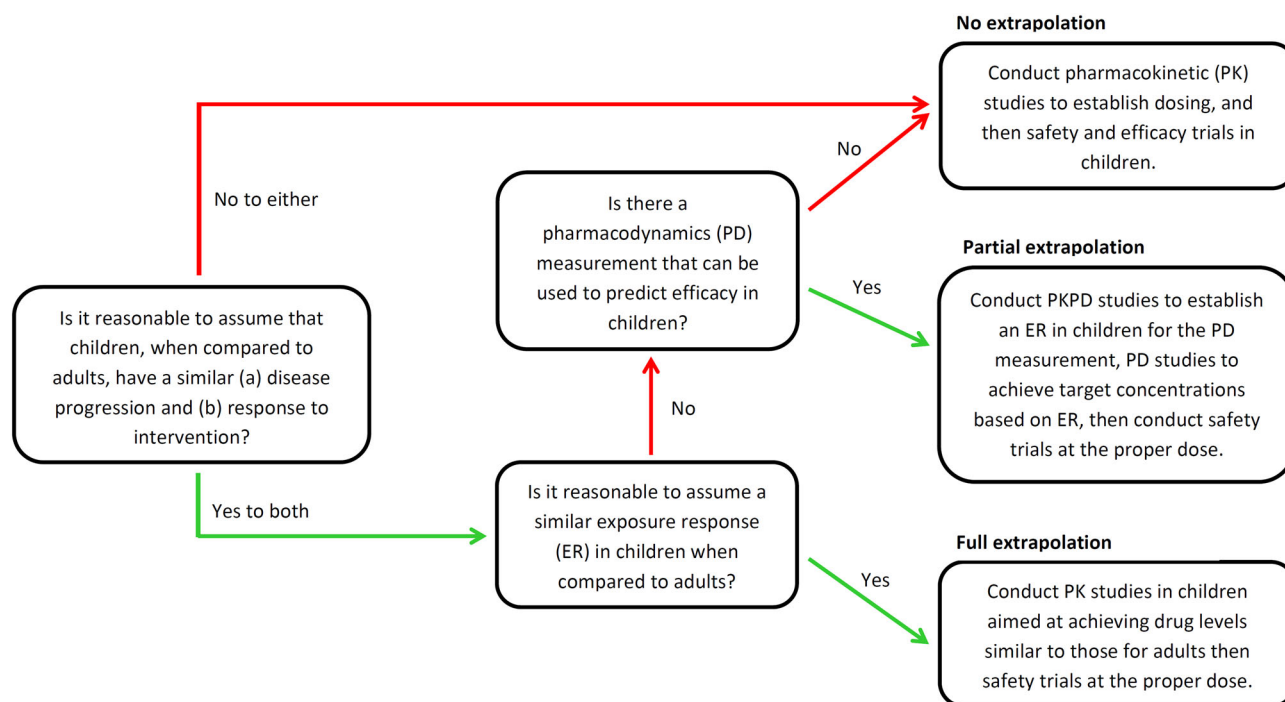 No extrapolation
Conduct pharmacokinetic (PK)
studies to establish dosing, and
then safety and efficacy trials in
children.
No
No to either
Is there a
pharmacodynamics (PD)
measurement that can be
used to predict efficacy in
children?
Partial extrapolation
Yes
Conduct PKPD studies to establish
an ER in children for the PD
measurement, PD studies to
achieve target concentrations
based on ER, then conduct safety
trials at the proper dose.
Is it reasonable to assume that
children, when compared to
adults, have a similar (a) disease
progression and (b) response to
intervention?
No
Yes to both
Is it reasonable to assume a
similar exposure response
(ER) in children when
compared to adults?
Full extrapolation
Yes
Conduct PK studies in children
aimed at achieving drug levels
similar to those for adults then
safety trials at the proper dose.